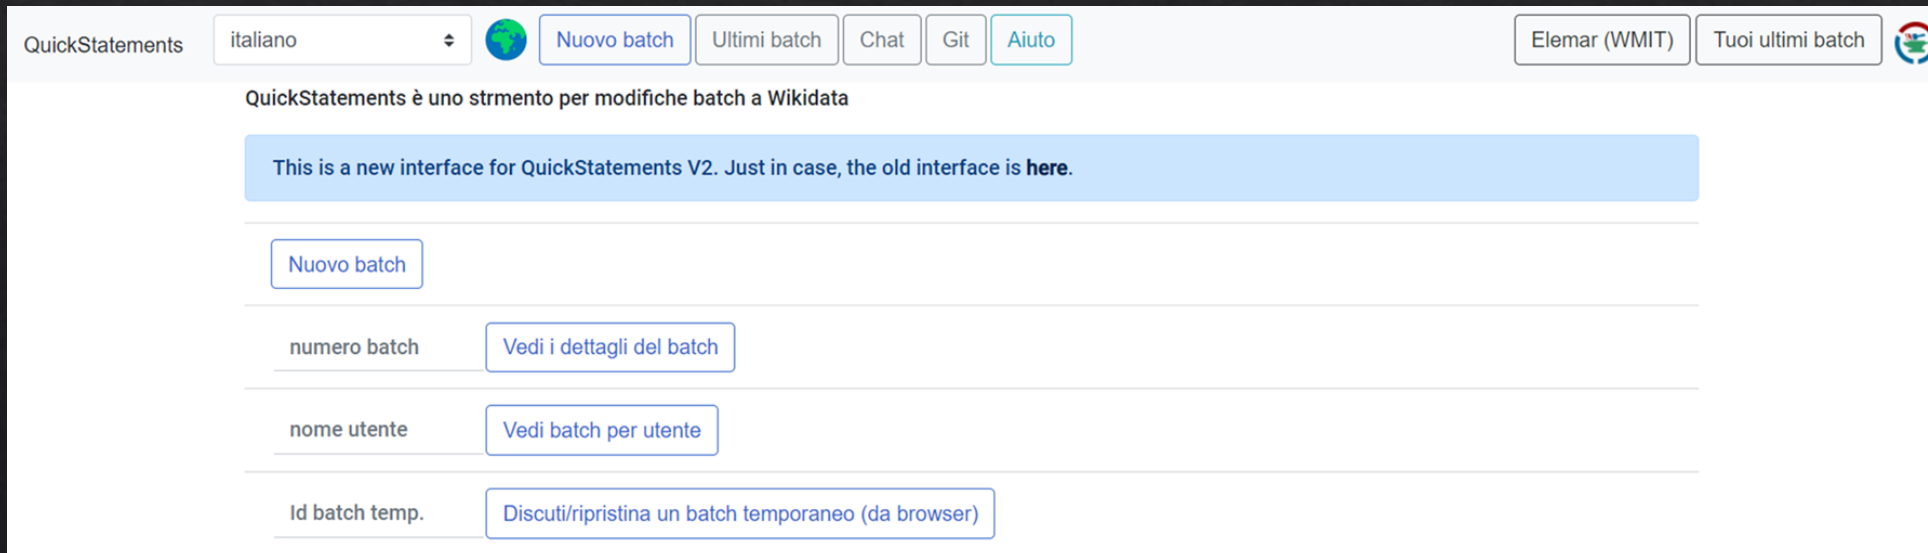 QuickStatements italiano Nuovo batch Ultimi batch Chat Git Aiuto Elemar (WMIT) Tuoi ultimi batch
QuickStatements è uno strmento per modifiche batch a Wikidata
This is a new interface for QuickStatements V2. Just in case, the old interface is here.
Nuovo batch
numero batch Vedi i dettagli del batch
nome utente Vedi batch per utente
Id batch temp. Discuti/ripristina un batch temporaneo (da browser)